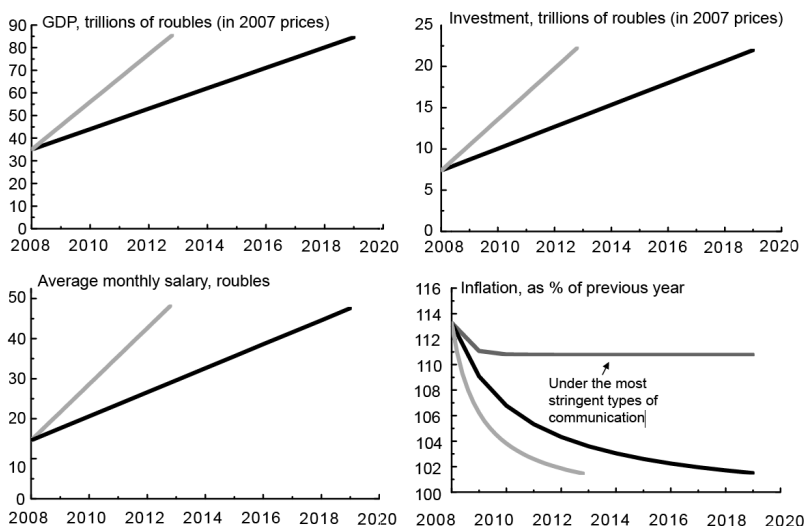 GDP, trillions of roubles (in 2007 prices)
90
80
70
60
50
40
30
20
10
0
2008 2010 2012 2014 2016 2018 2020
Investment, trillions of roubles (in 2007 prices)
25
20
15
10
5
0
2008 2010 2012 2014 2016 2018 2020
Average monthly salary, roubles
50
40
30
20
10
0
2008 2010 2012 2014 2016 2018 2020
Inflation, as % of previous year
116
114
112
110
108
106
104
102
100
Under the most
stringent types of
communication
2008 2010 2012 2014 2016 2018 2020